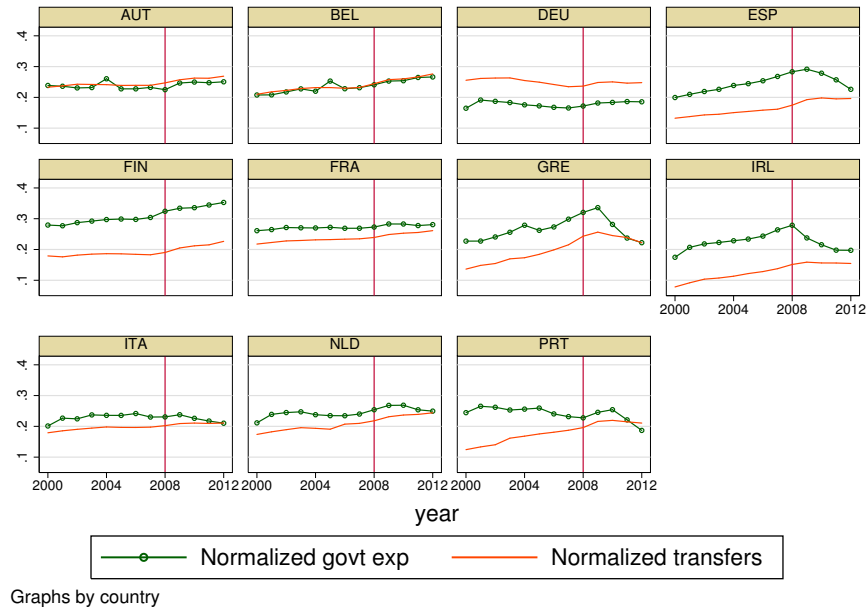 AUT BEL DEU ESP
.1 .2 .3 .4
FIN FRA GRE IRL
.1 .2 .3 .4
2000 2004 2008 2012
ITA NLD PRT
.1 .2 .3 .4
2000 2004 2008 2012 2000 2004 2008 2012 2000 2004 2008 2012
year
Normalized govt exp Normalized transfers
Graphs by country